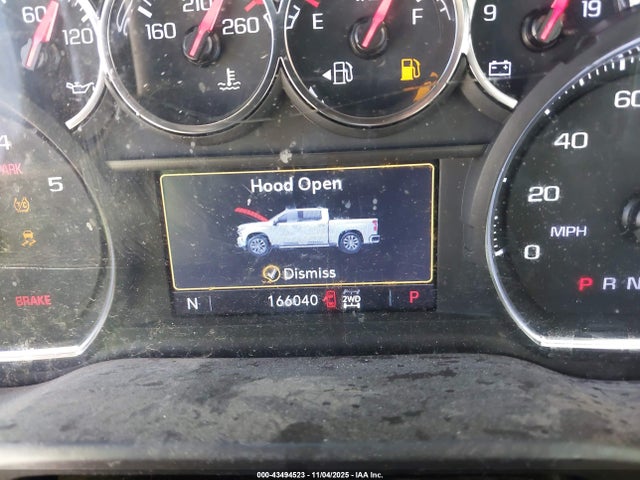 60 120
160 210 260
E F
9 19
4
5
PARK
T/C
BRAKE
Hood Open
Dismiss
N 166040 2WD P
60
40
20
0
MPH
P R N
000-43494523 - 11/04/2025 - IAA Inc.